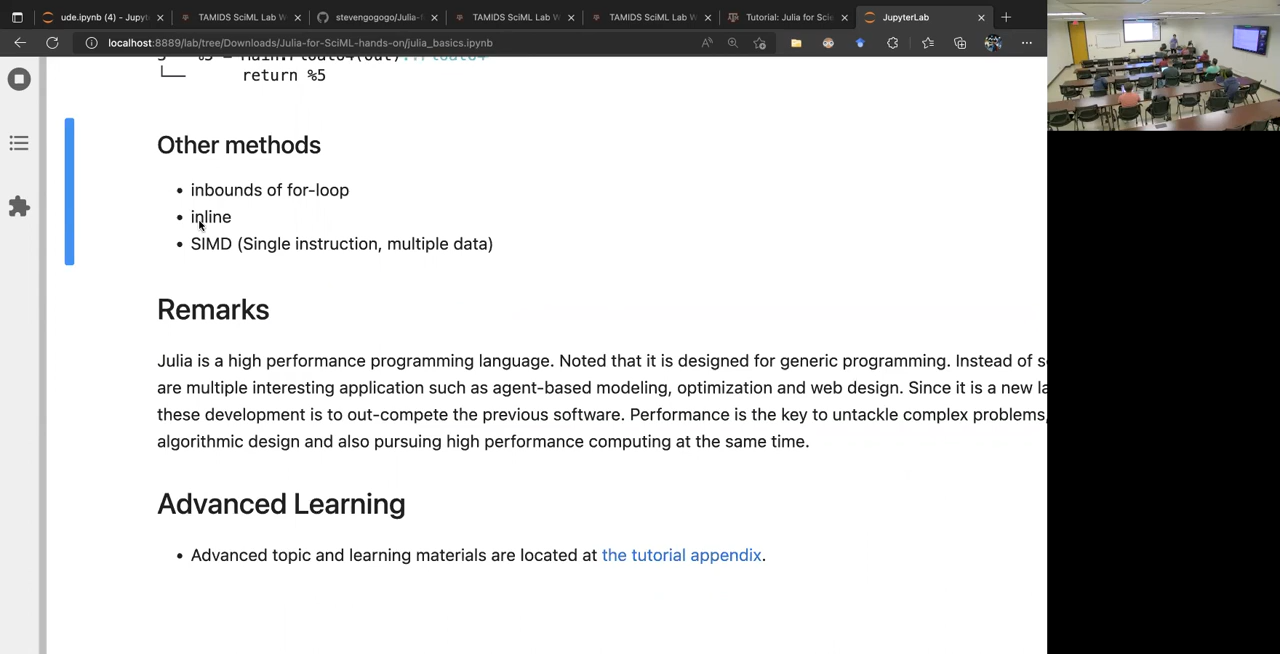 ude.ipynb (4) - Jupyt
TAMIDS SciML Lab W
stevengogogo/Julia-f
TAMIDS SciML Lab W
TAMIDS SciML Lab W
Tutorial: Julia for Scie
JupyterLab
localhost:8889/lab/tree/Downloads/Julia-for-SciML-hands-on/julia_basics.ipynb
return %5
Other methods
• inbounds of for-loop
• inline
• SIMD (Single instruction, multiple data)
Remarks
Julia is a high performance programming language. Noted that it is designed for generic programming. Instead of s
are multiple interesting application such as agent-based modeling, optimization and web design. Since it is a new la
these development is to out-compete the previous software. Performance is the key to untackle complex problems,
algorithmic design and also pursuing high performance computing at the same time.
Advanced Learning
• Advanced topic and learning materials are located at the tutorial appendix.